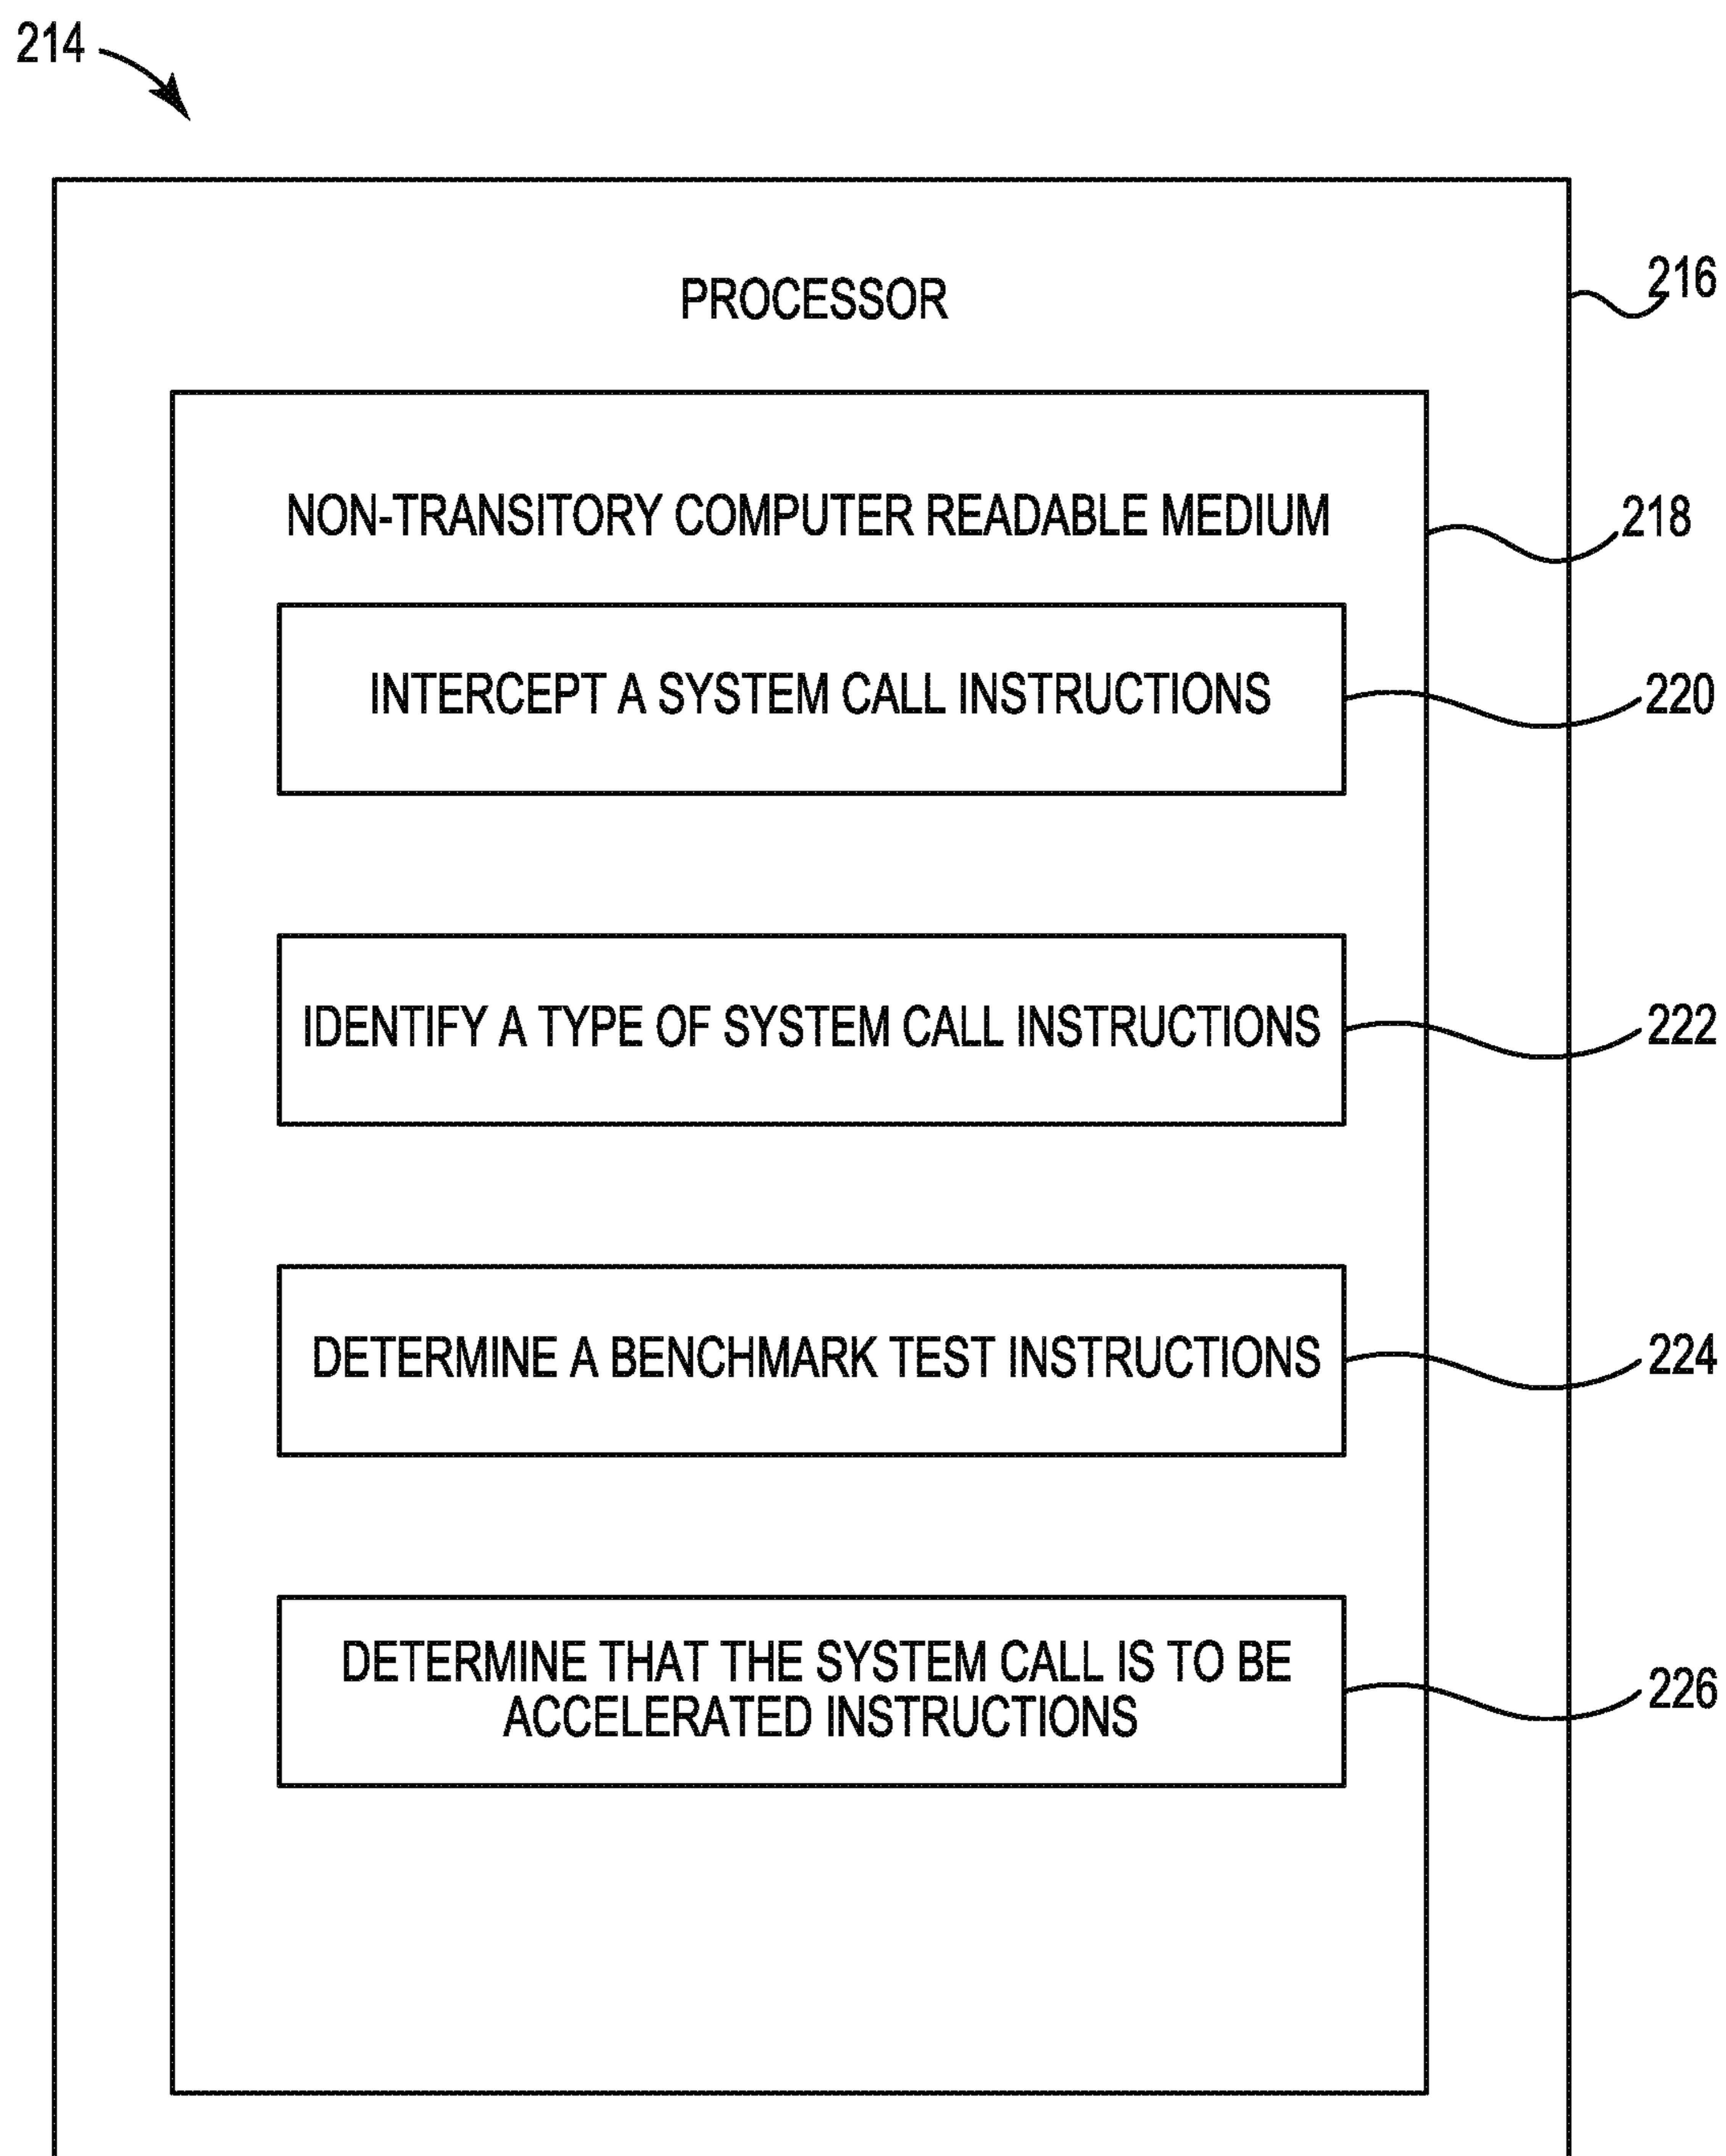 214
PROCESSOR
216
NON-TRANSITORY COMPUTER READABLE MEDIUM
218
INTERCEPT A SYSTEM CALL INSTRUCTIONS
220
IDENTIFY A TYPE OF SYSTEM CALL INSTRUCTIONS
222
DETERMINE A BENCHMARK TEST INSTRUCTIONS
224
DETERMINE THAT THE SYSTEM CALL IS TO BE
ACCELERATED INSTRUCTIONS
226